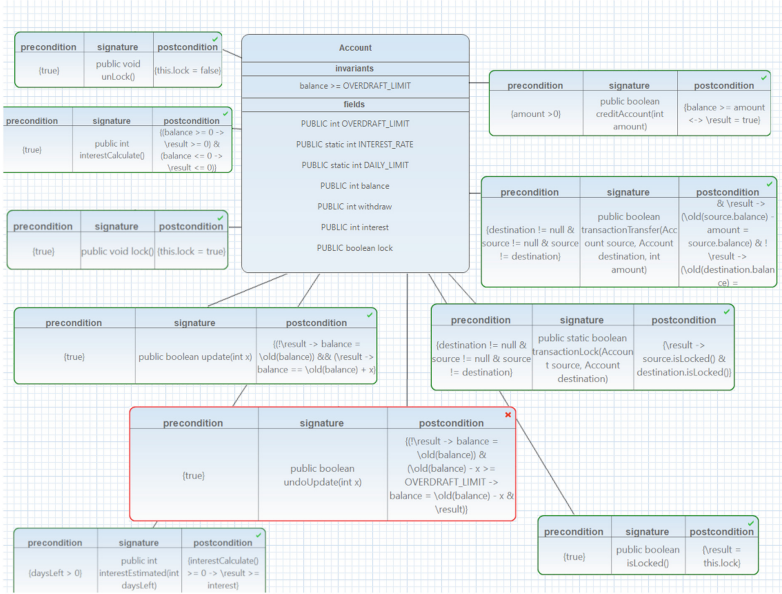 Account
invariants
balance >= OVERDRAFT_LIMIT
fields
PUBLIC int OVERDRAFT_LIMIT
PUBLIC static int INTEREST_RATE
PUBLIC static int DAILY_LIMIT
PUBLIC int balance
PUBLIC int withdraw
PUBLIC int interest
PUBLIC boolean lock
precondition signature postcondition
{true}
public void
unLock()
{this.lock = false}
precondition signature postcondition
{true}
public int
interestCalculate()
{(balance >= 0 ->
\result >= 0) &
(balance <= 0 ->
\result <= 0)}
precondition signature postcondition
{true}
public void lock()
{this.lock = true}
precondition signature postcondition
{amount >0}
public boolean
creditAccount(int
amount)
{balance >= amount
<-> \result = true}
precondition signature postcondition
{destination != null &
source != null & source
!= destination}
public boolean
transactionTransfer(Acc
ount source, Account
destination, int
amount)
& \result ->
(\old(source.balance) -
amount =
source.balance) & !
\result ->
(\old(destination.balan
ce) =
precondition signature postcondition
{true}
public boolean update(int x)
{(!\result -> balance =
\old(balance)) && (\result ->
balance == \old(balance) + x)}
precondition signature postcondition
{destination != null &
source != null & source
!= destination}
public static boolean
transactionLock(Accoun
t source, Account
destination)
{\result ->
source.isLocked() &
destination.isLocked()}
precondition signature postcondition
{true}
public boolean
undoUpdate(int x)
{(!\result -> balance =
\old(balance)) &
(\old(balance) - x >=
OVERDRAFT_LIMIT ->
balance = \old(balance) - x &
\result)}
precondition signature postcondition
{daysLeft > 0}
public int
interestEstimated(int
daysLeft)
{interestCalculate()
>= 0 -> \result >=
interest}
precondition signature postcondition
{true}
public boolean
isLocked()
{\result =
this.lock}